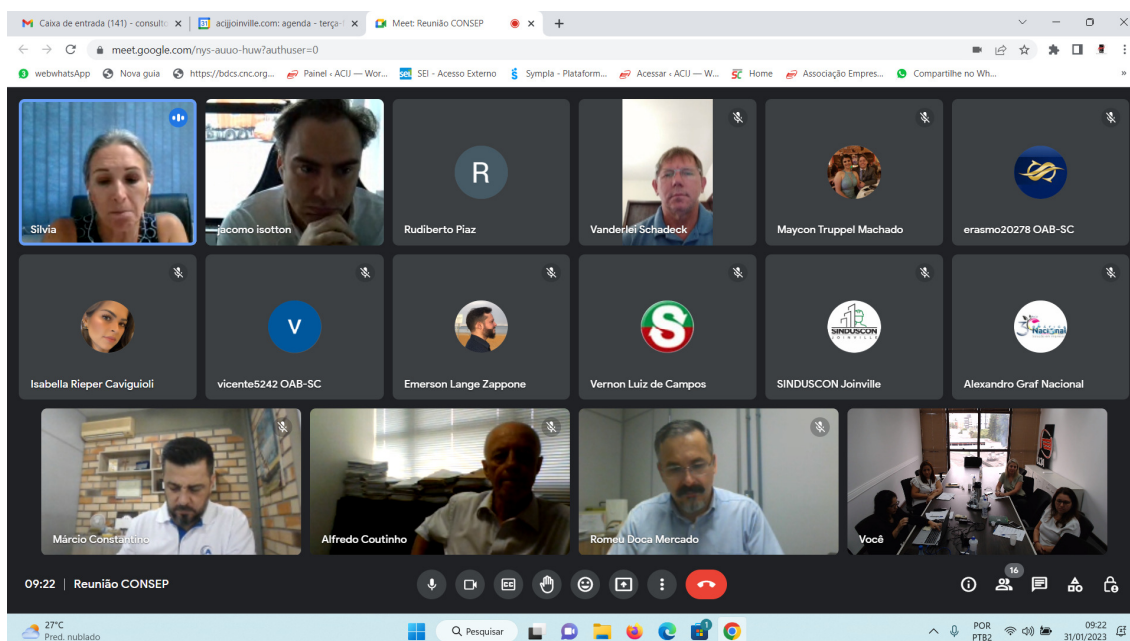 Caixa de entrada (141) - consulto
acijjoinville.com: agenda - terça-f
Meet: Reunião CONSEP
meet.google.com/nys-auuo-huw?authuser=0
webwhatsApp
Nova guia
https://bdcs.cnc.org...
Painel ‹ ACIJ — Wor...
sei!
SEI - Acesso Externo
Sympla - Plataform...
Acessar ‹ ACIJ — W...
SC
Home
Associação Empres...
Compartilhe no Wh...
»
Silvia
jacomo isotton
R
Rudiberto Piaz
Vanderlei Schadeck
Maycon Truppel Machado
erasmo20278 OAB-SC
Isabella Rieper Caviguioli
V
vicente5242 OAB-SC
Emerson Lange Zappone
S
Vernon Luiz de Campos
SINDUSCON
JOINVILLE
SINDUSCON Joinville
Nacional
Alexandro Graf Nacional
Márcio Constantino
Alfredo Coutinho
Romeu Doca Mercado
Você
09:22 | Reunião CONSEP
CC
16
27°C
Pred. nublado
Pesquisar
POR
PTB2
09:22
31/01/2023